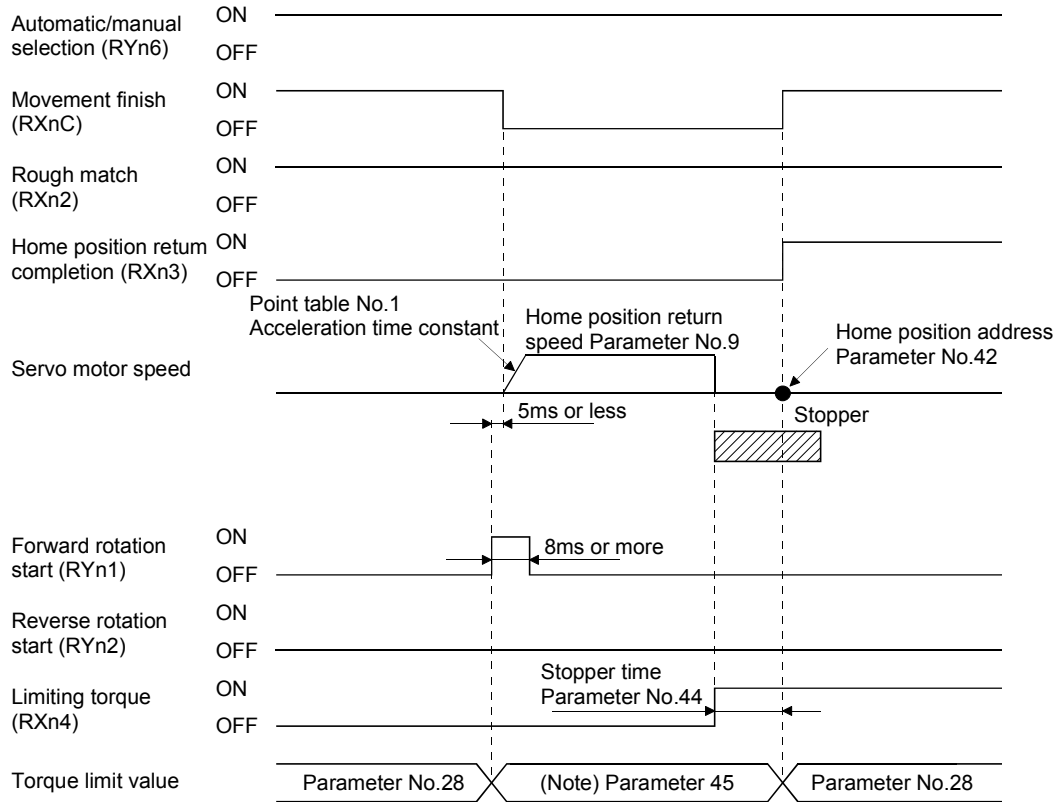 Automatic/manual
selection (RYn6)
ON
OFF
Movement finish
(RXnC)
ON
OFF
Rough match
(RXn2)
ON
OFF
Home position return
completion (RXn3)
ON
OFF
Point table No.1
Acceleration time constant
Home position return
speed Parameter No.9
Home position address
Parameter No.42
Servo motor speed
5ms or less
Stopper
Forward rotation
start (RYn1)
ON
OFF
8ms or more
Reverse rotation
start (RYn2)
ON
OFF
Stopper time
Parameter No.44
Limiting torque
(RXn4)
ON
OFF
Torque limit value
Parameter No.28
(Note) Parameter 45
Parameter No.28